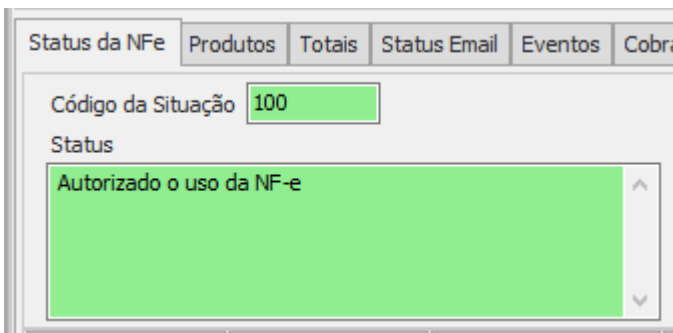 Status da NFe Produtos Totais Status Email Eventos
Código da Situação 100
Status
Autorizado o uso da NF-e